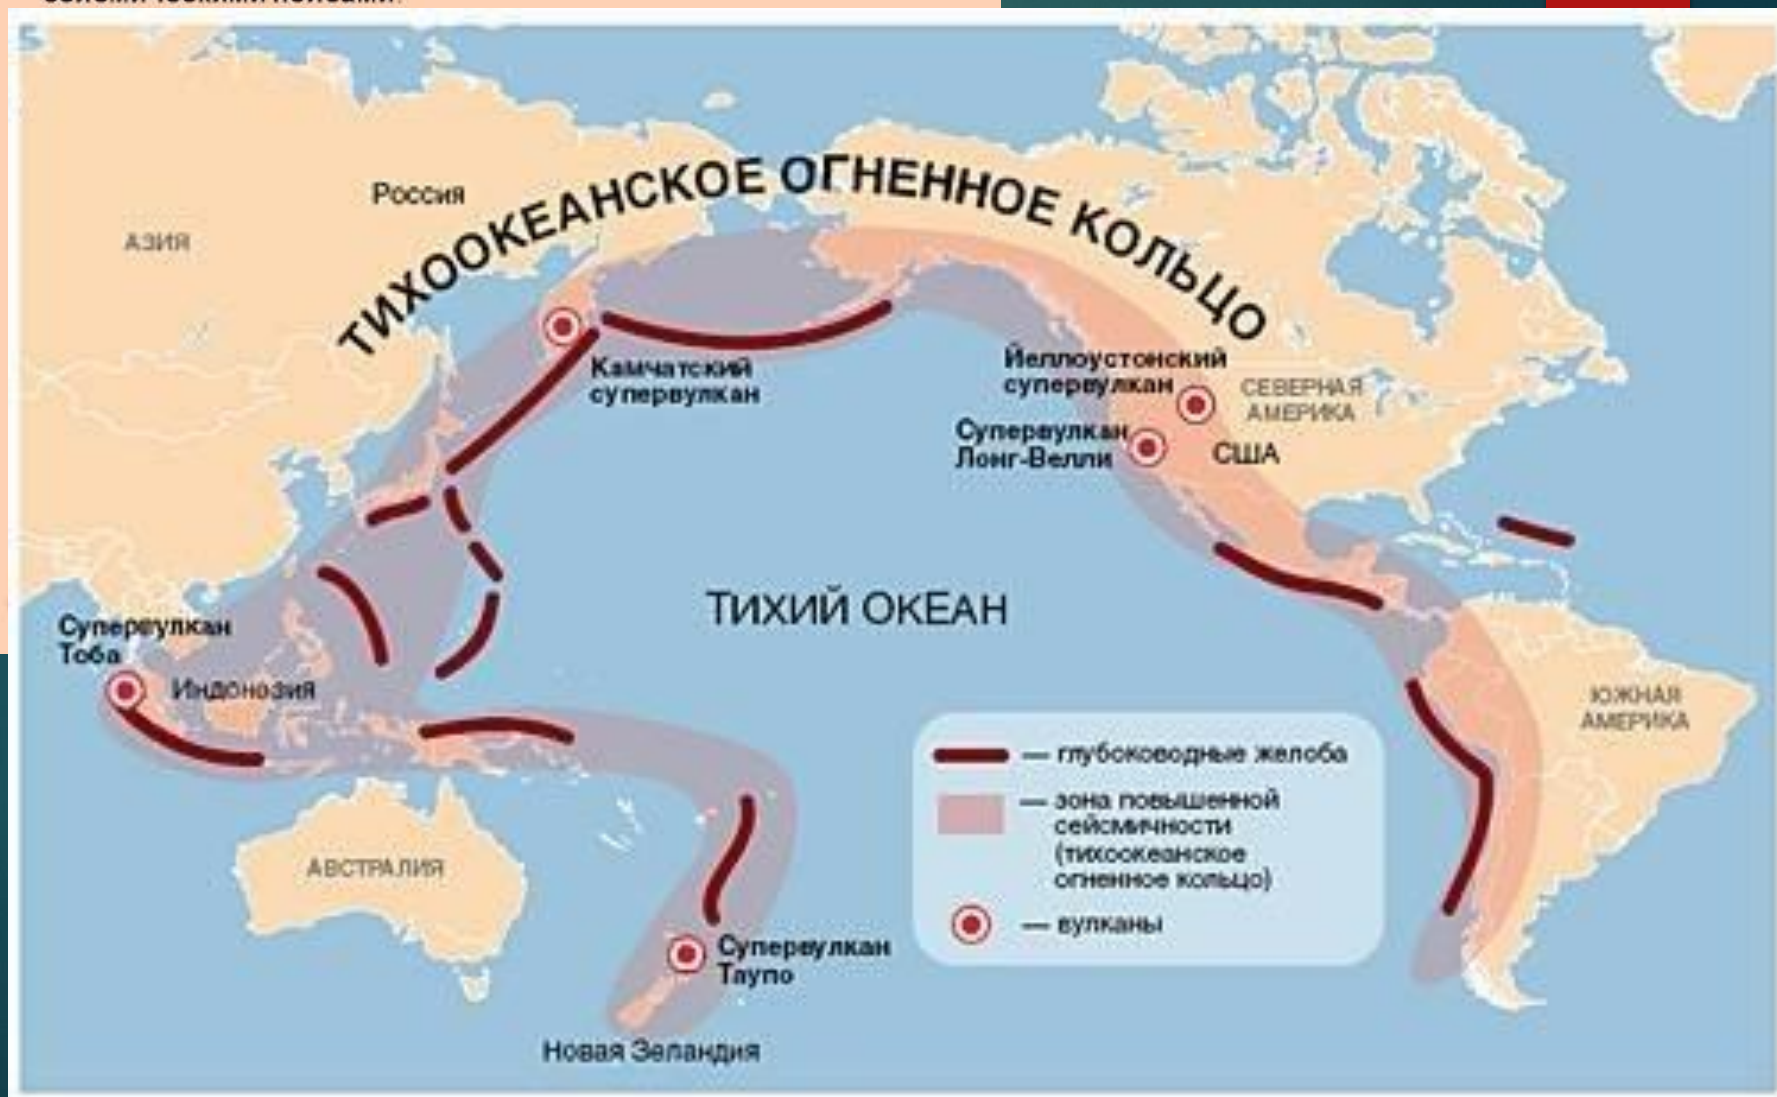 ТИХООКЕАНСКОЕ ОГНЕННОЕ КОЛЬЦО
Россия
АЗИЯ
Камчатский
супервулкан
Йеллоустонский
супервулкан
СЕВЕРНАЯ
АМЕРИКА
Супервулкан
Лонг-Велли
США
ТИХИЙ ОКЕАН
Супервулкан
Тоба
Индонозия
ЮЖНАЯ
АМЕРИКА
— глубоководные желоба
— зона повышенной
сейсмичности
(тихоокеанское
огненное кольцо)
— вулканы
АВСТРАЛИЯ
Супервулкан
Таупо
Новая Зеландия